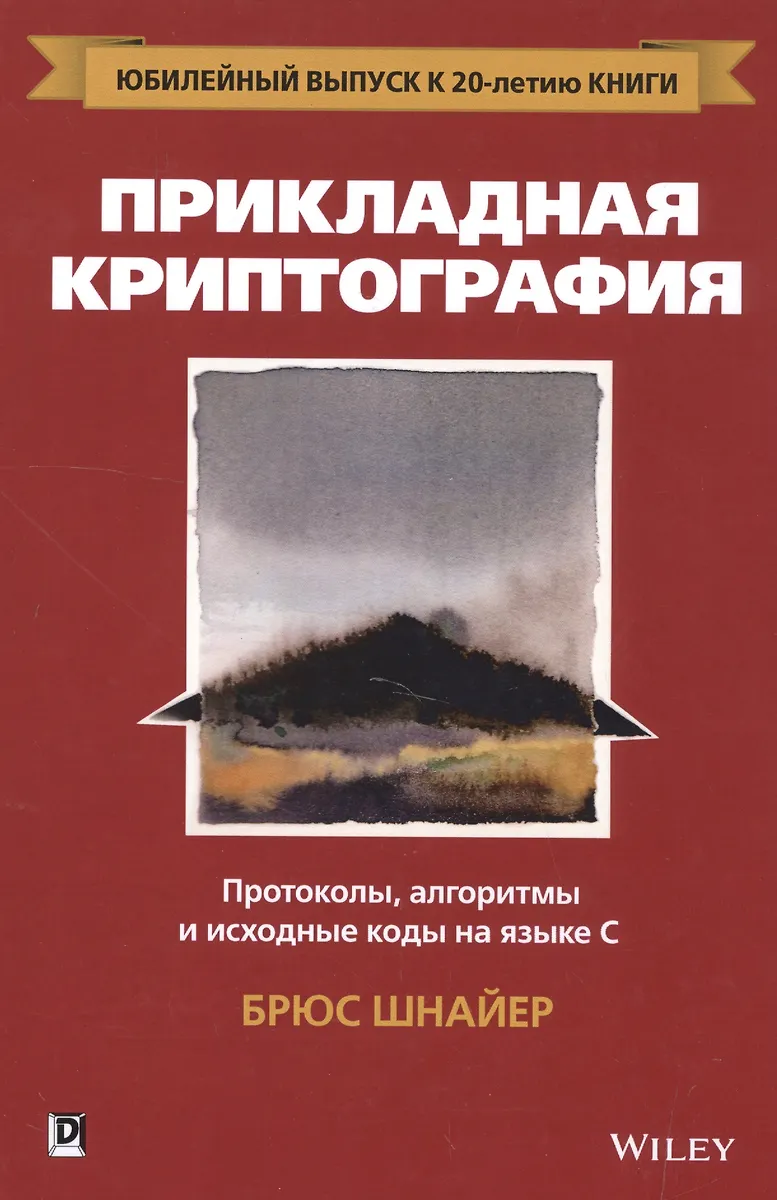 ЮБИЛЕЙНЫЙ ВЫПУСК К 20-летию КНИГИ
ПРИКЛАДНАЯ
КРИПТОГРАФИЯ
Протоколы, алгоритмы
и исходные коды на языке C
БРЮС ШНАЙЕР
D
WILEY